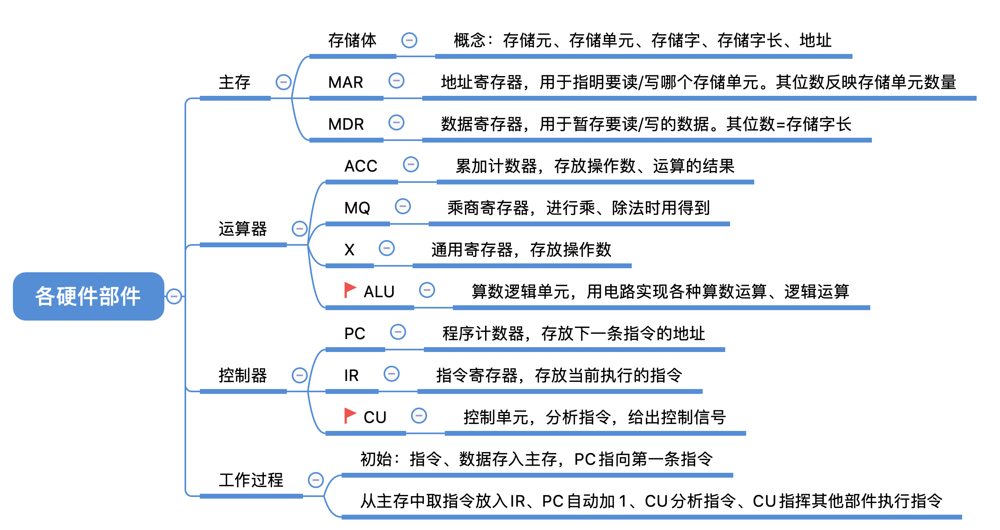 各硬件部件
主存
存储体
概念：存储元、存储单元、存储字、存储字长、地址
MAR
地址寄存器，用于指明要读/写哪个存储单元。其位数反映存储单元数量
MDR
数据寄存器，用于暂存要读/写的数据。其位数=存储字长
运算器
ACC
累加计数器，存放操作数、运算的结果
MQ
乘商寄存器，进行乘、除法时用得到
X
通用寄存器，存放操作数
ALU
算数逻辑单元，用电路实现各种算数运算、逻辑运算
控制器
PC
程序计数器，存放下一条指令的地址
IR
指令寄存器，存放当前执行的指令
CU
控制单元，分析指令，给出控制信号
工作过程
初始：指令、数据存入主存，PC指向第一条指令
从主存中取指令放入IR、PC自动加1、CU分析指令、CU指挥其他部件执行指令